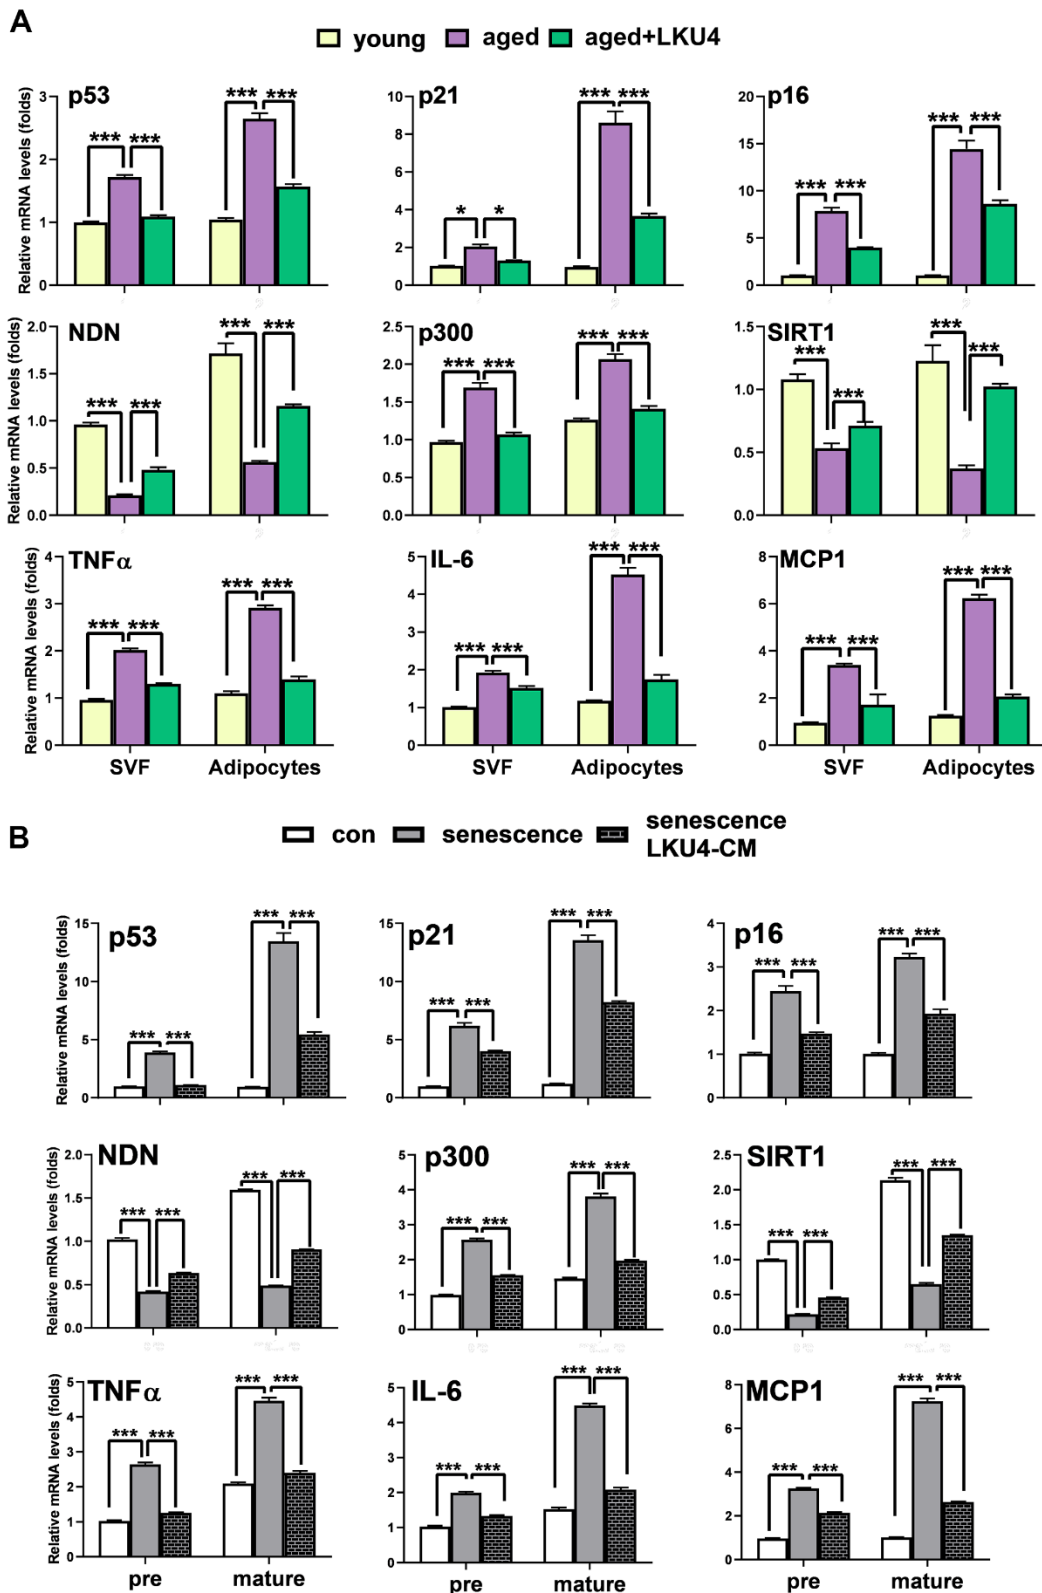 A
young aged aged+LKU4
p53 p21 p16
Relative mRNA levels (folds)
3 2 1 0
10 8 6 4 2 0
20 15 10 5 0
*** *** *** ***
* * *** ***
*** *** *** ***
NDN p300 SIRT1
Relative mRNA levels (folds)
2.0 1.5 1.0 0.5 0.0
2.5 2.0 1.5 1.0 0.5 0.0
1.5 1.0 0.5 0.0
*** *** *** ***
*** *** *** ***
*** *** *** ***
TNFα IL-6 MCP1
Relative mRNA levels (folds)
4 3 2 1 0
5 4 3 2 1 0
8 6 4 2 0
*** *** *** ***
*** *** *** ***
*** *** *** ***
SVF Adipocytes SVF Adipocytes SVF Adipocytes
B
con senescence senescence
LKU4-CM
p53 p21 p16
Relative mRNA levels (folds)
15 10 5 0
15 10 5 0
4 3 2 1 0
*** *** *** ***
*** *** *** ***
*** *** *** ***
NDN p300 SIRT1
Relative mRNA levels (folds)
2.0 1.5 1.0 0.5 0.0
5 4 3 2 1 0
2.5 2.0 1.5 1.0 0.5 0.0
*** *** *** ***
*** *** *** ***
*** *** *** ***
TNFα IL-6 MCP1
Relative mRNA levels (folds)
5 4 3 2 1 0
5 4 3 2 1 0
8 6 4 2 0
*** *** *** ***
*** *** *** ***
*** *** *** ***
pre mature pre mature pre mature